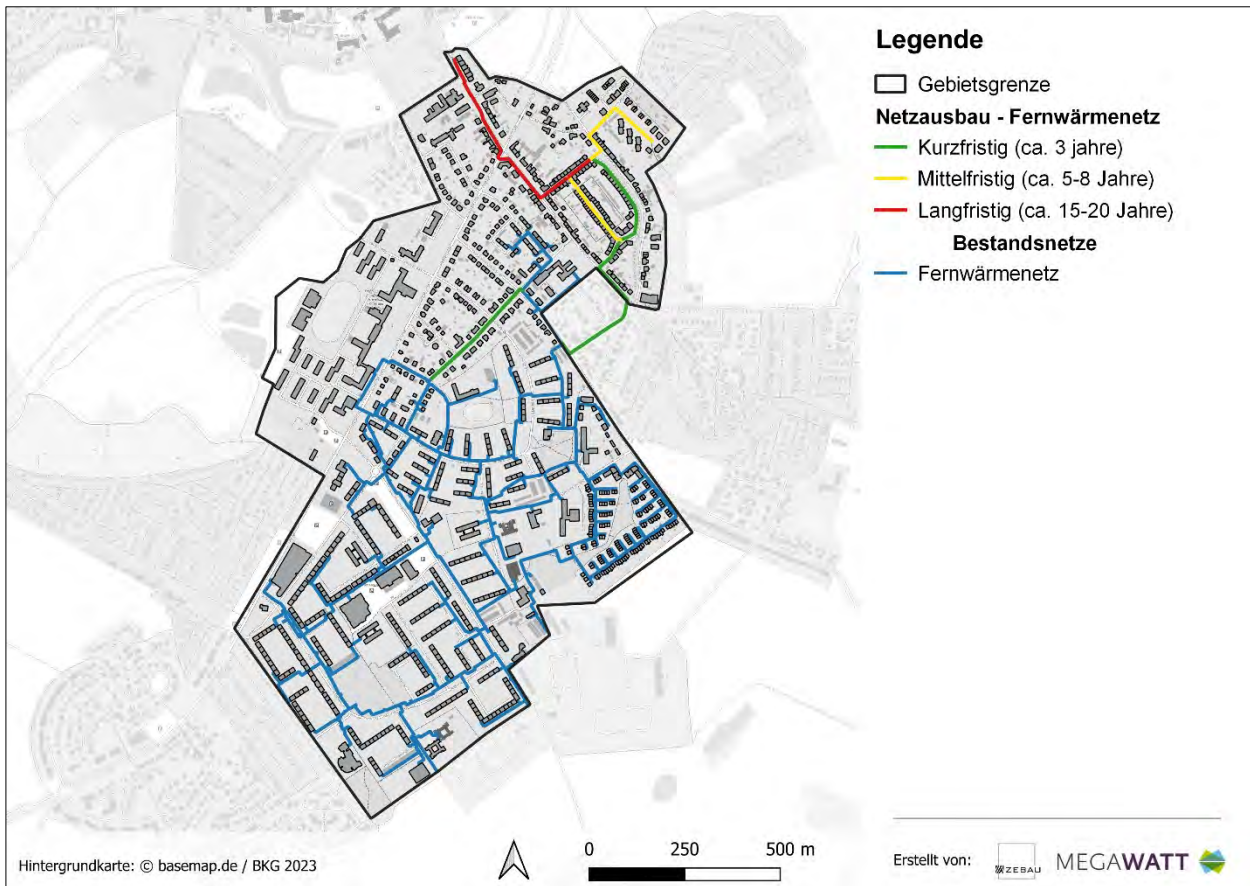 Legende
Gebietsgrenze
Netzausbau - Fernwärmenetz
Kurzfristig (ca. 3 jahre)
Mittelfristig (ca. 5-8 Jahre)
Langfristig (ca. 15-20 Jahre)
Bestandsnetze
Fernwärmenetz
Hintergrundkarte: © basemap.de / BKG 2023
0 250 500 m
Erstellt von:
ZEBAU
MEGAWATT